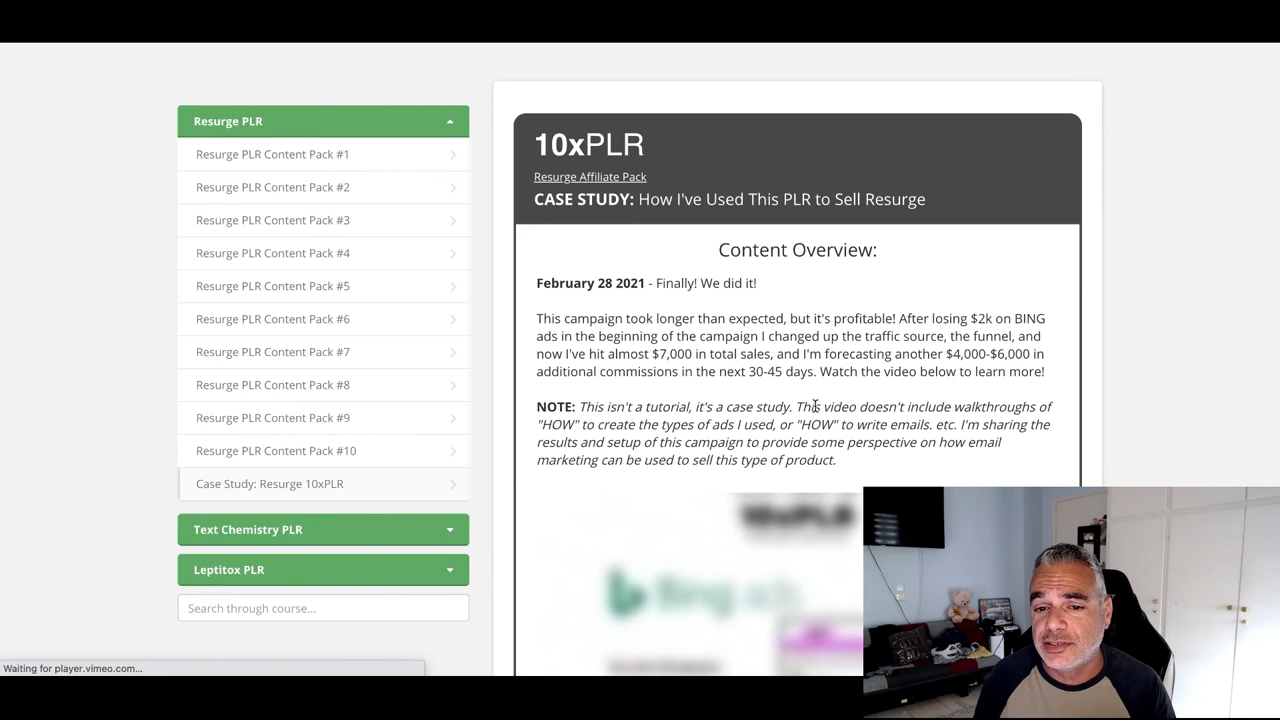 Resurge PLR
Resurge PLR Content Pack #1
Resurge PLR Content Pack #2
Resurge PLR Content Pack #3
Resurge PLR Content Pack #4
Resurge PLR Content Pack #5
Resurge PLR Content Pack #6
Resurge PLR Content Pack #7
Resurge PLR Content Pack #8
Resurge PLR Content Pack #9
Resurge PLR Content Pack #10
Case Study: Resurge 10xPLR
Text Chemistry PLR
Leptitox PLR
Search through course...
Waiting for player.vimeo.com...
10xPLR
Resurge Affiliate Pack
CASE STUDY: How I've Used This PLR to Sell Resurge
Content Overview:
February 28 2021 - Finally! We did it!
This campaign took longer than expected, but it's profitable! After losing $2k on BING
ads in the beginning of the campaign I changed up the traffic source, the funnel, and
now I've hit almost $7,000 in total sales, and I'm forecasting another $4,000-$6,000 in
additional commissions in the next 30-45 days. Watch the video below to learn more!
NOTE: This isn't a tutorial, it's a case study. This video doesn't include walkthroughs of
"HOW" to create the types of ads I used, or "HOW" to write emails. etc. I'm sharing the
results and setup of this campaign to provide some perspective on how email
marketing can be used to sell this type of product.
10xPLR
Bing ads